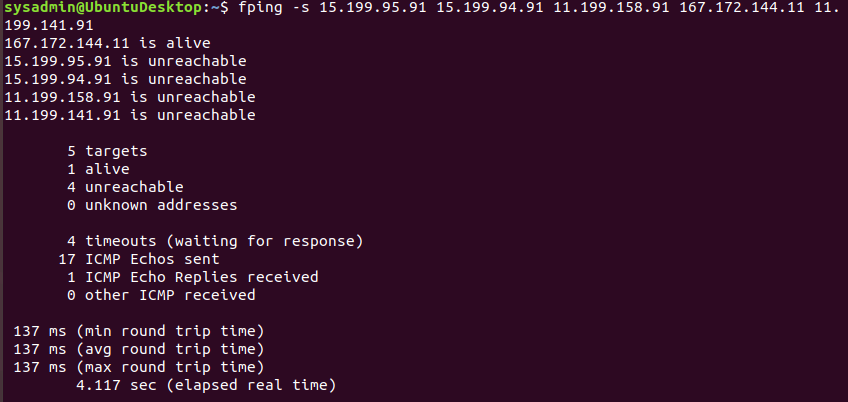 sysadmin@UbuntuDesktop:~$ fping -s 15.199.95.91 15.199.94.91 11.199.158.91 167.172.144.11 11.
199.141.91
167.172.144.11 is alive
15.199.95.91 is unreachable
15.199.94.91 is unreachable
11.199.158.91 is unreachable
11.199.141.91 is unreachable
5 targets
1 alive
4 unreachable
0 unknown addresses
4 timeouts (waiting for response)
17 ICMP Echos sent
1 ICMP Echo Replies received
0 other ICMP received
137 ms (min round trip time)
137 ms (avg round trip time)
137 ms (max round trip time)
4.117 sec (elapsed real time)